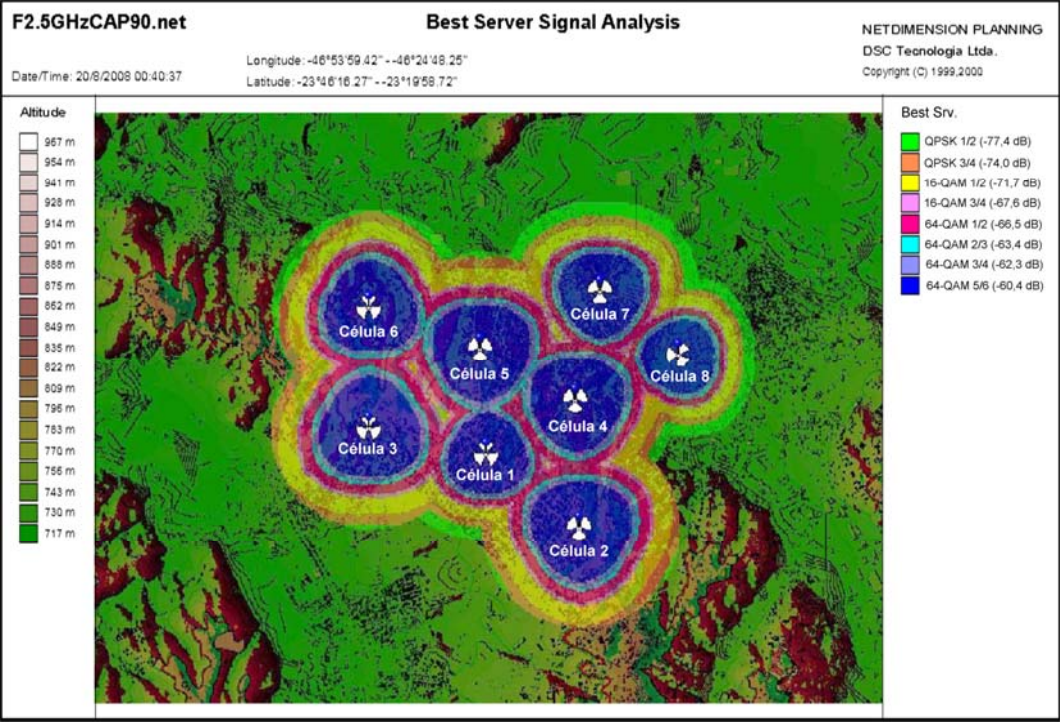 F2.5GHzCAP90.net
Best Server Signal Analysis
NETDIMENSION PLANNING
DSC Tecnologia Ltda.
Copyright (C) 1999,2000
Longitude: -46°53'59.42" - -46°24'48.25"
Latitude: -23°46'16.27" - -23°19'58.72"
Date/Time: 20/8/2008 00:40:37
Altitude
967 m
954 m
941 m
928 m
914 m
901 m
888 m
875 m
862 m
849 m
835 m
822 m
809 m
796 m
783 m
770 m
756 m
743 m
730 m
717 m
Célula 6
Célula 7
Célula 5
Célula 8
Célula 4
Célula 3
Célula 1
Célula 2
Best Srv.
QPSK 1/2 (-77,4 dB)
QPSK 3/4 (-74,0 dB)
16-QAM 1/2 (-71,7 dB)
16-QAM 3/4 (-67,6 dB)
64-QAM 1/2 (-66,5 dB)
64-QAM 2/3 (-63,4 dB)
64-QAM 3/4 (-62,3 dB)
64-QAM 5/6 (-60,4 dB)